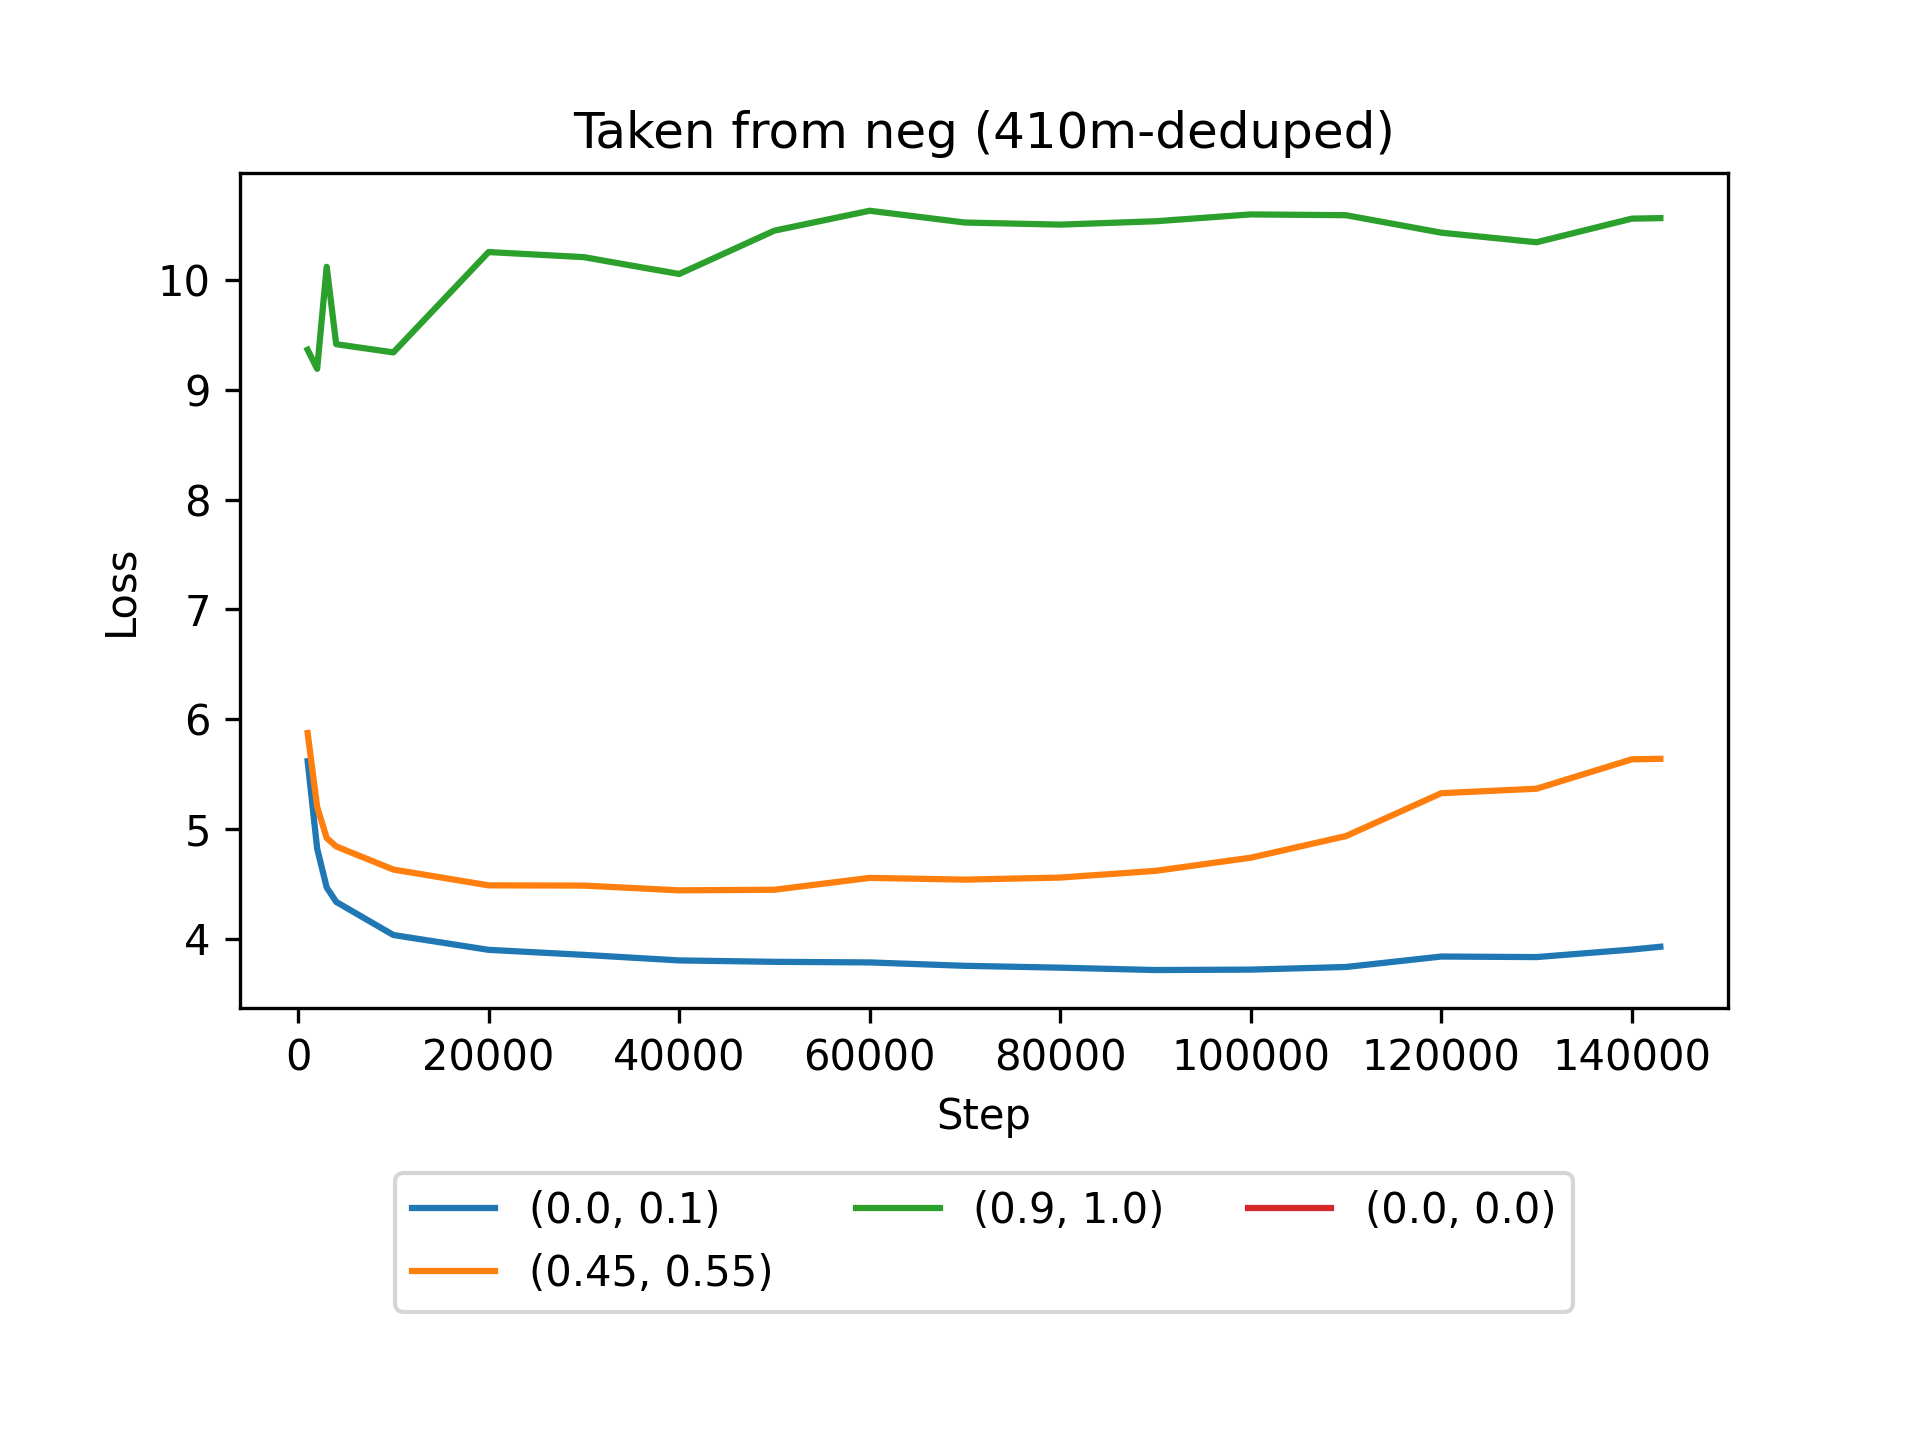 Taken from neg (410m-deduped)
10
9
8
7
6
5
4
Loss
0 20000 40000 60000 80000 100000 120000 140000
Step
(0.0, 0.1) (0.9, 1.0) (0.0, 0.0)
(0.45, 0.55)